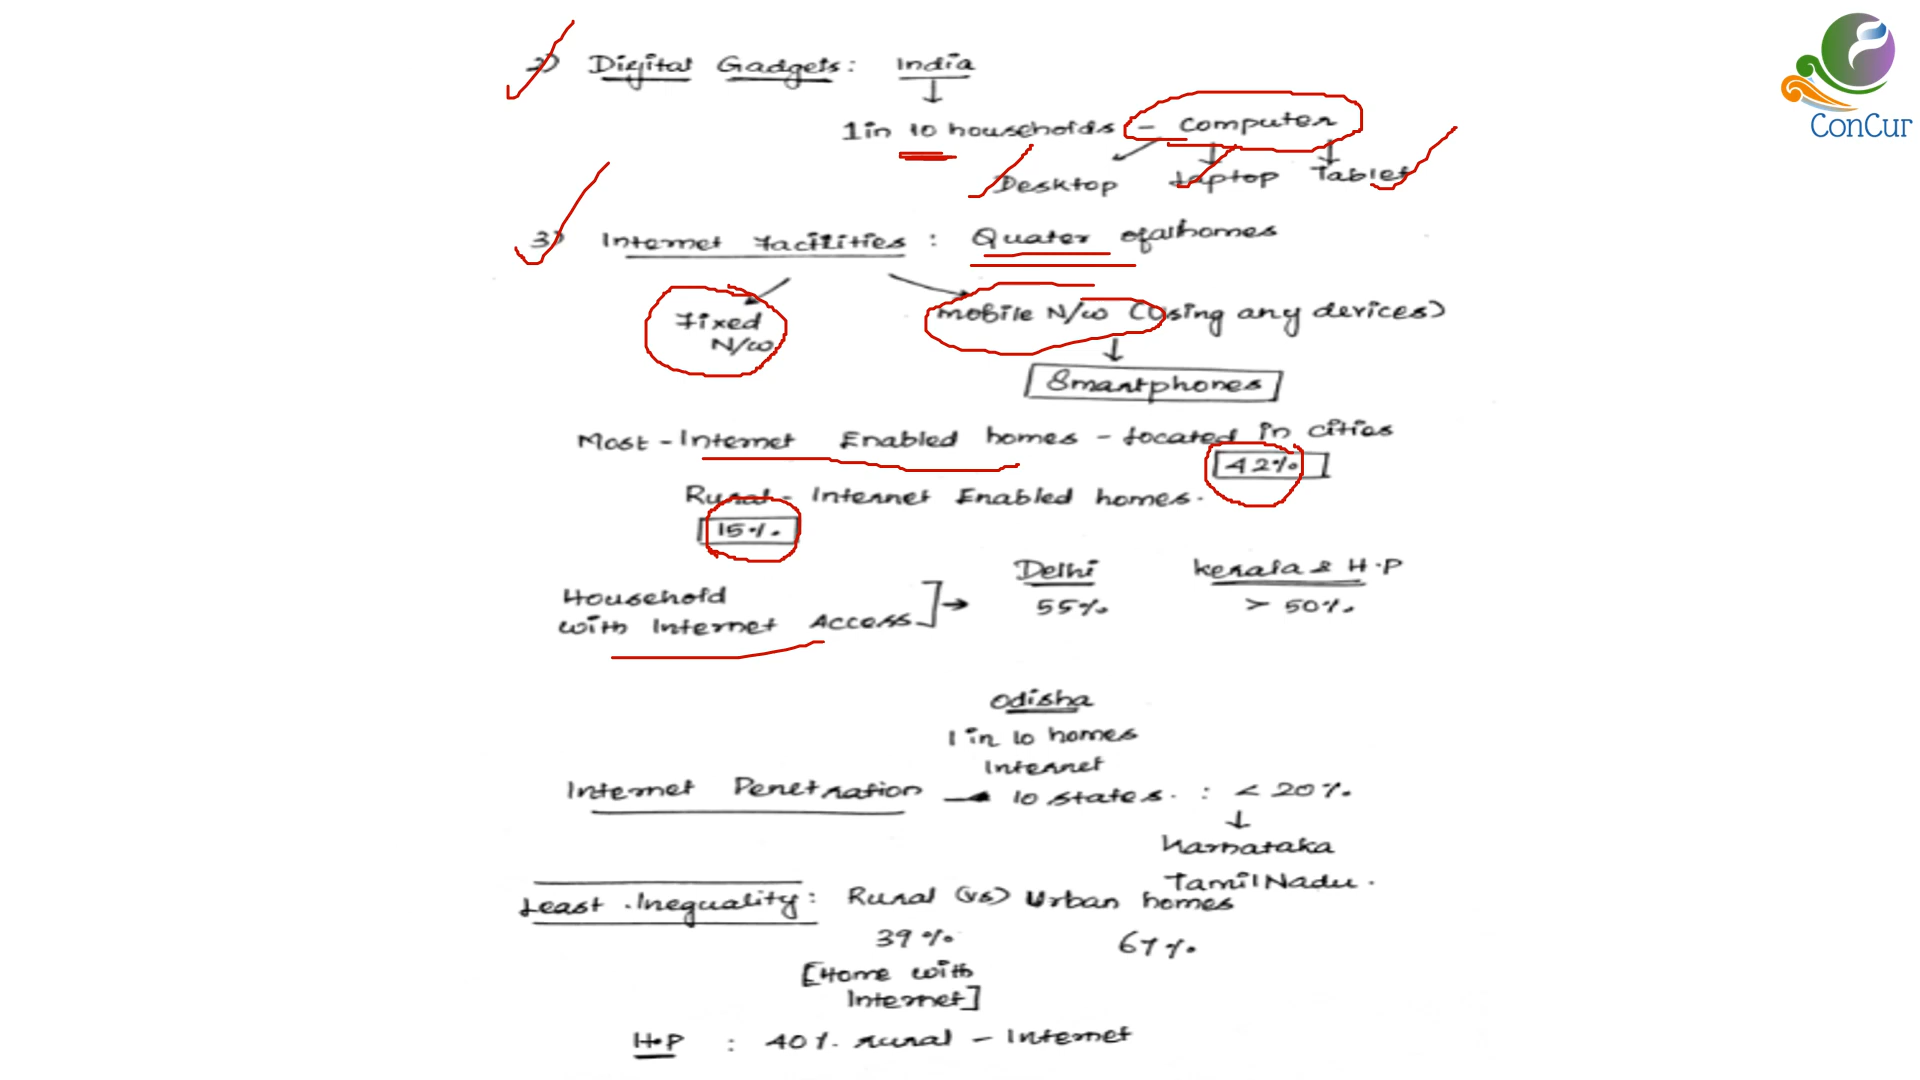 2) Digital Gadgets: India
1 in 10 households - computer
Desktop Laptop Tablet
3) Internet Facilities : Quater of all homes
Fixed N/w
mobile N/w (Using any devices)
Smartphones
Most - Internet Enabled homes - Located in cities
42%
Rural - Internet Enabled homes.
15%
Household with Internet Access → Delhi 55% Kerala & H.P > 50%
Odisha
1 in 10 homes
Internet
Internet Penetration → 10 states. : < 20%.
Karnataka
Tamil Nadu.
Least Inequality: Rural (vs) Urban homes
39% 67%
[Home with
Internet]
H.P : 40%. rural - Internet
ConCur